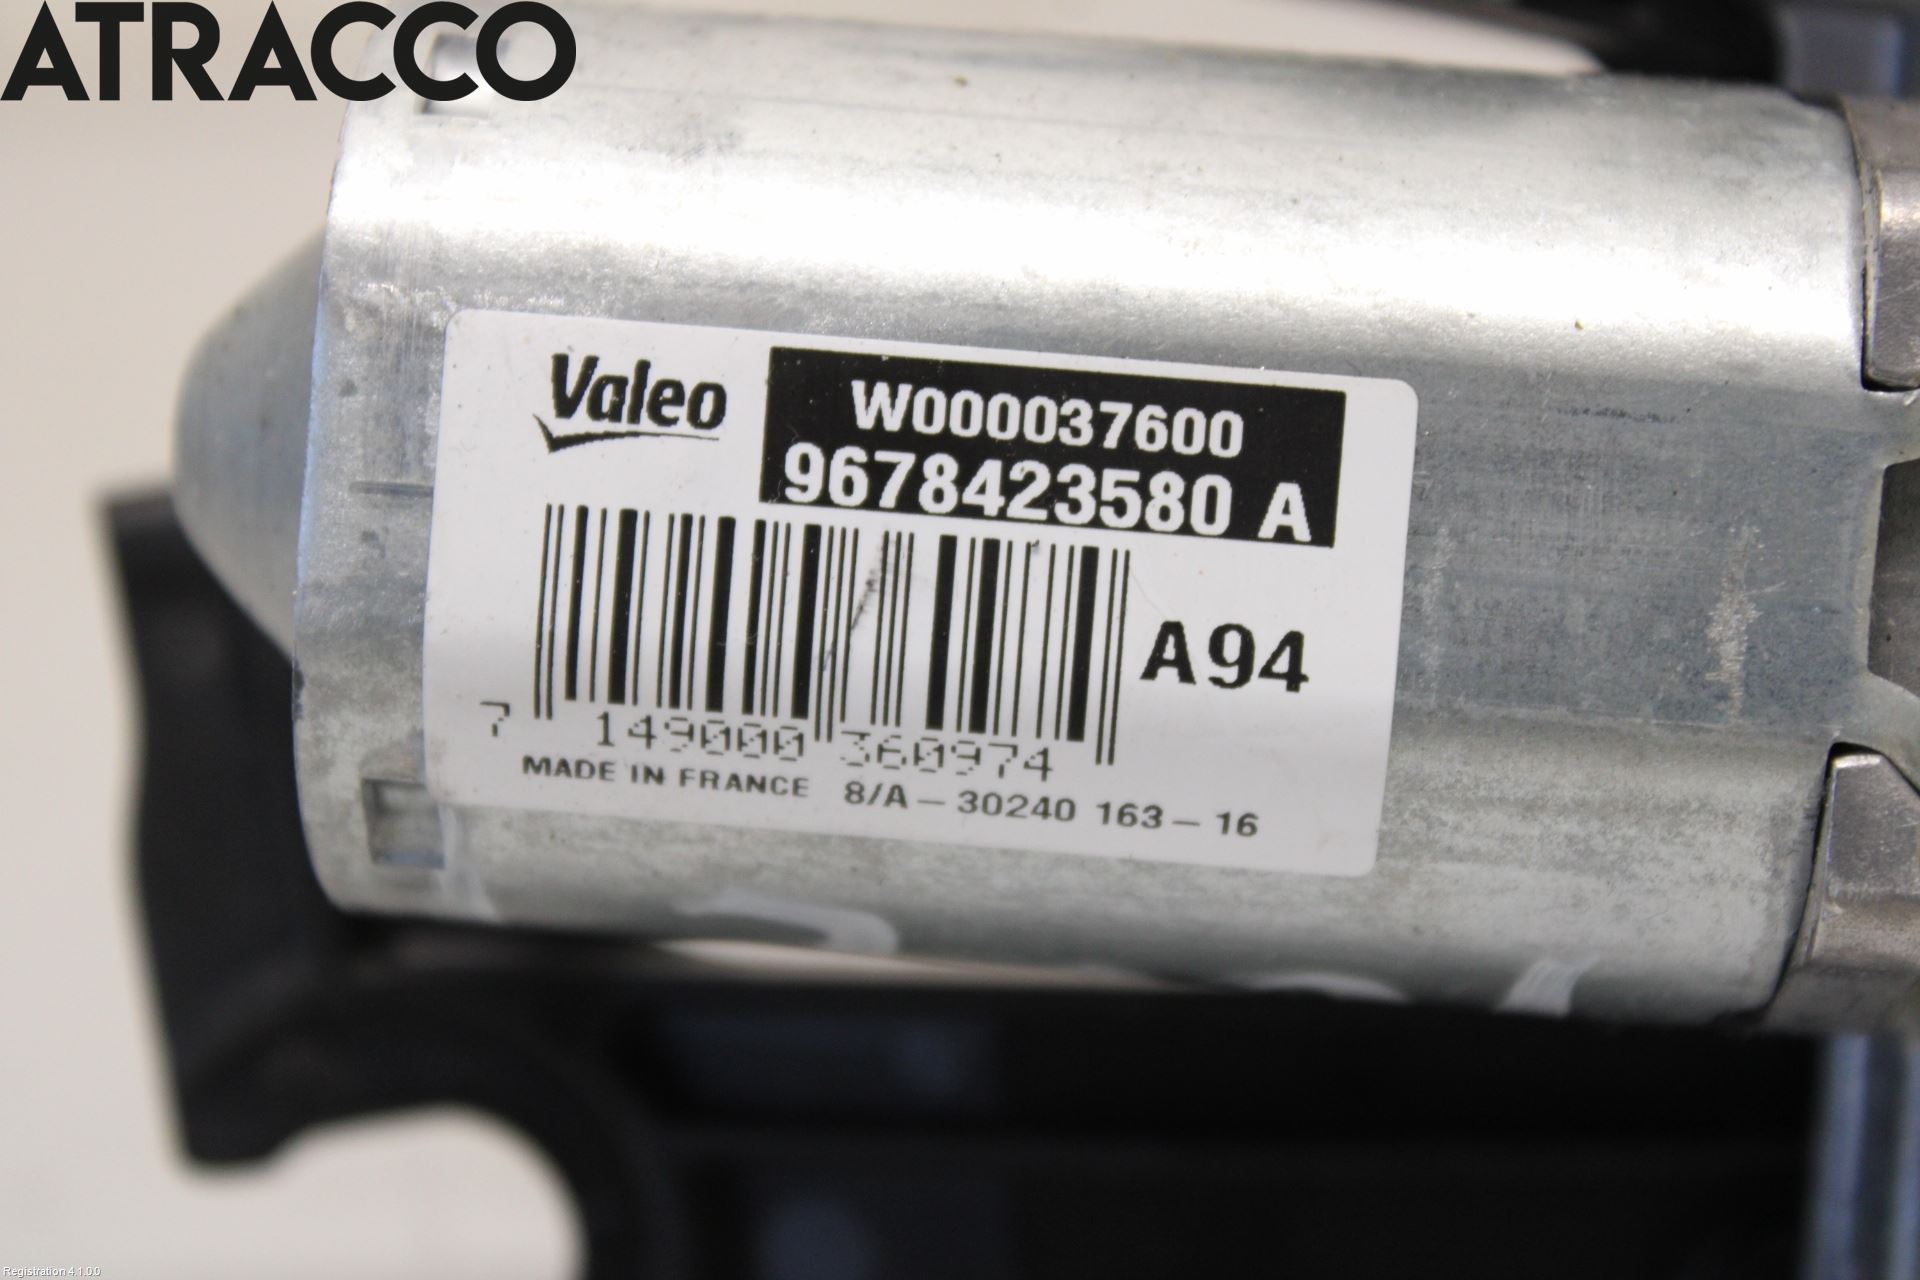 ATRACCO
Valeo
W000037600
9678423580 A
A94
7 149000 360974
MADE IN FRANCE 8/A - 30240 163 - 16
Registration 4.1.0.0